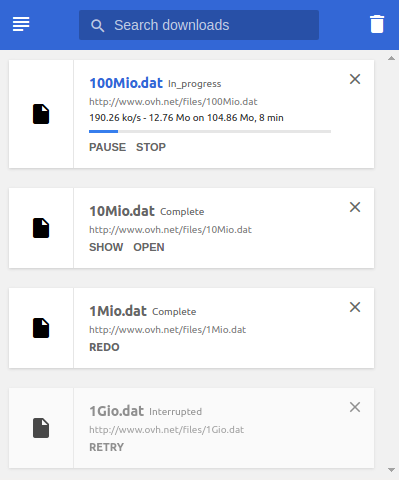 Search downloads
100Mio.dat In_progress
http://www.ovh.net/files/100Mio.dat
190.26 ko/s - 12.76 Mo on 104.86 Mo, 8 min
PAUSE STOP
10Mio.dat Complete
http://www.ovh.net/files/10Mio.dat
SHOW OPEN
1Mio.dat Complete
http://www.ovh.net/files/1Mio.dat
REDO
1Gio.dat Interrupted
http://www.ovh.net/files/1Gio.dat
RETRY